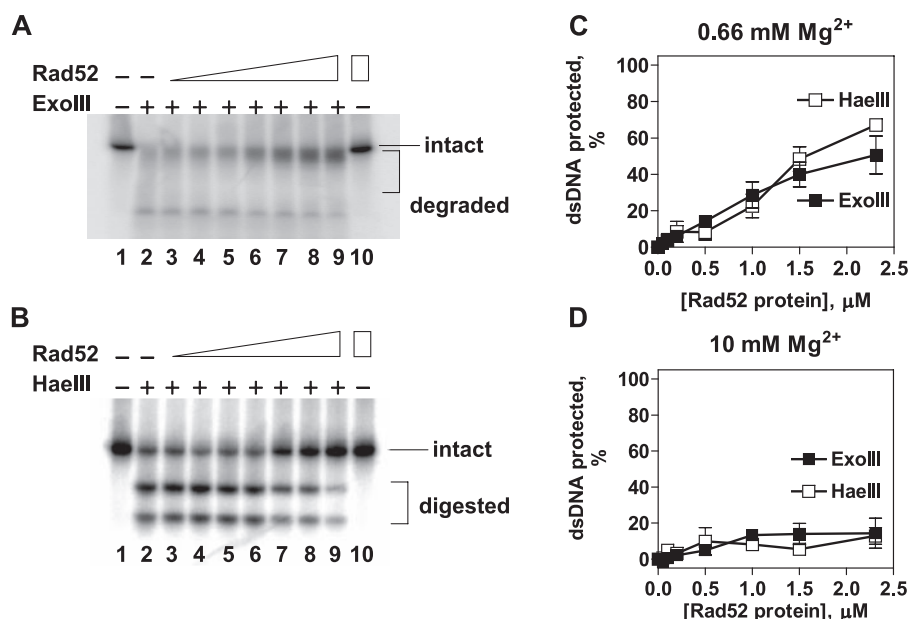 A
Rad52 – –
ExoIII – + + + + + + + + –
intact
degraded
1 2 3 4 5 6 7 8 9 10
B
Rad52 – –
HaeIII – + + + + + + + + –
intact
digested
1 2 3 4 5 6 7 8 9 10
C
0.66 mM Mg2+
dsDNA protected, %
100
80
60
40
20
0
HaeIII
ExoIII
0.0 0.5 1.0 1.5 2.0 2.5
[Rad52 protein], μM
D
10 mM Mg2+
dsDNA protected, %
100
80
60
40
20
0
ExoIII
HaeIII
0.0 0.5 1.0 1.5 2.0 2.5
[Rad52 protein], μM